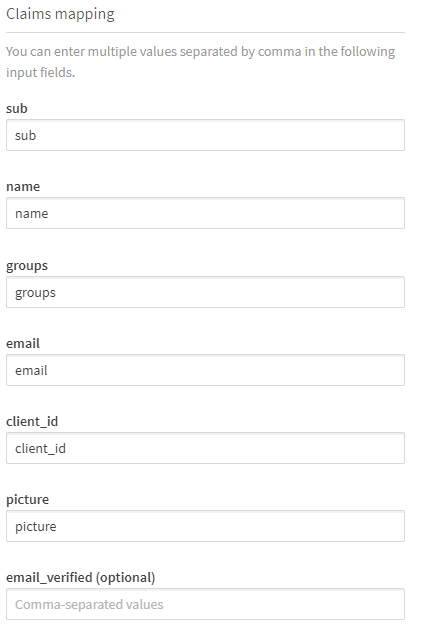 Claims mapping
You can enter multiple values separated by comma in the following
input fields.
sub
sub
name
name
groups
groups
email
email
client_id
client_id
picture
picture
email_verified (optional)
Comma-separated values